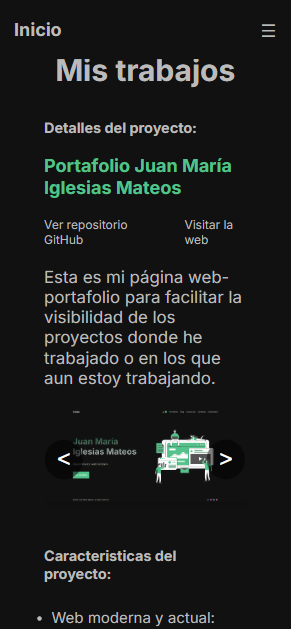 Inicio
☰
Mis trabajos
Detalles del proyecto:
Portafolio Juan María
Iglesias Mateos
Ver repositorio
GitHub
Visitar la
web
Esta es mi página web-
portafolio para facilitar la
visibilidad de los
proyectos donde he
trabajado o en los que
aun estoy trabajando.
Juan María
Iglesias Mateos
<
>
Caracteristicas del
proyecto:
• Web moderna y actual: